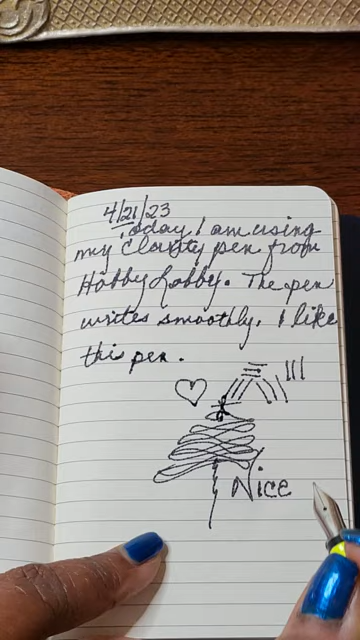 4/21/23
Today I am using
my Clarity pen from
Hobby Lobby. The pen
writes smoothly. I like
this pen.
Nice